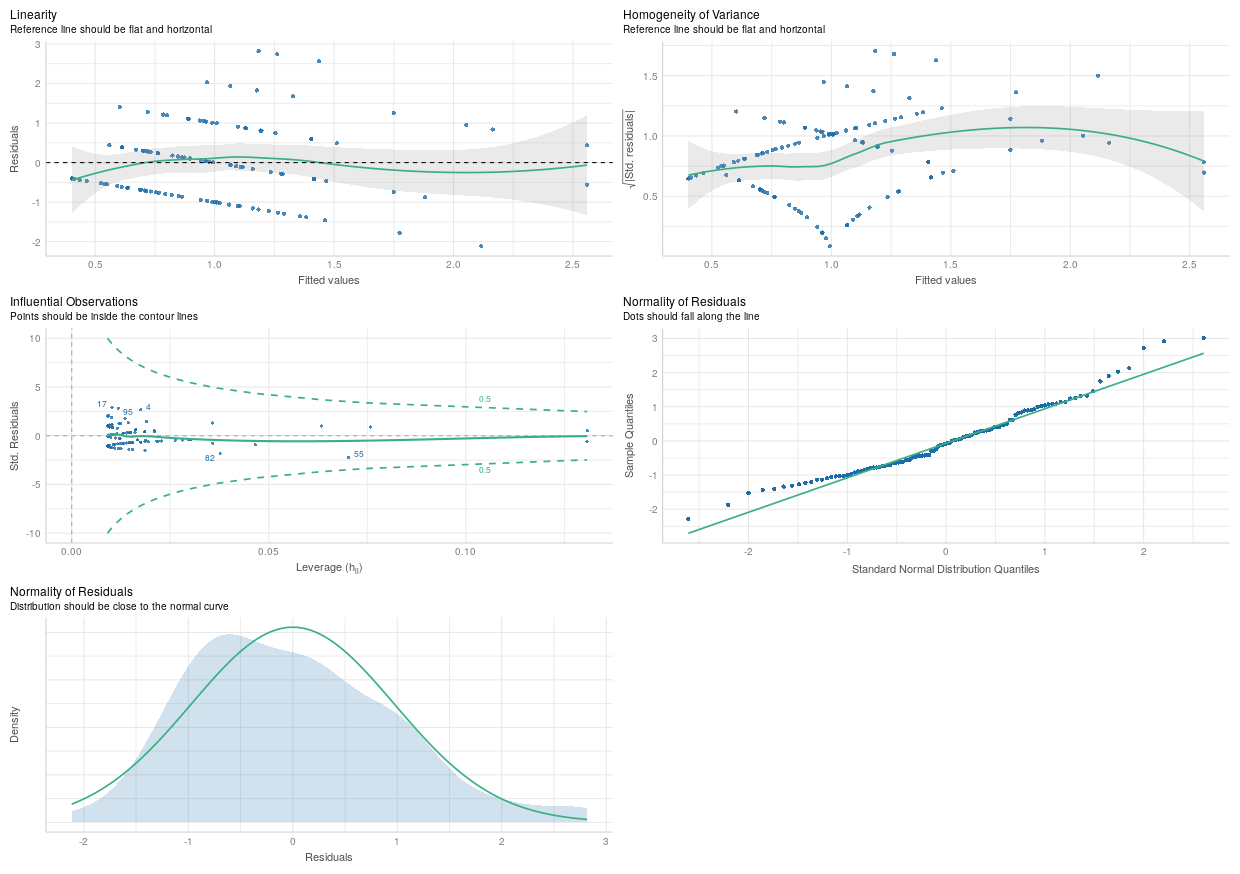 Linearity
Reference line should be flat and horizontal
3
2
1
0
-1
-2
Residuals
0.5
1.0
1.5
2.0
2.5
Fitted values
Homogeneity of Variance
Reference line should be flat and horizontal
1.5
1.0
0.5
√|Std. residuals|
0.5
1.0
1.5
2.0
2.5
Fitted values
Influential Observations
Points should be inside the contour lines
10
5
0
-5
-10
Std. Residuals
0.5
17
95
4
82
55
0.5
0.00
0.05
0.10
Leverage (hii)
Normality of Residuals
Dots should fall along the line
3
2
1
0
-1
-2
Sample Quantiles
-2
-1
0
1
2
Standard Normal Distribution Quantiles
Normality of Residuals
Distribution should be close to the normal curve
Density
-2
-1
0
1
2
3
Residuals